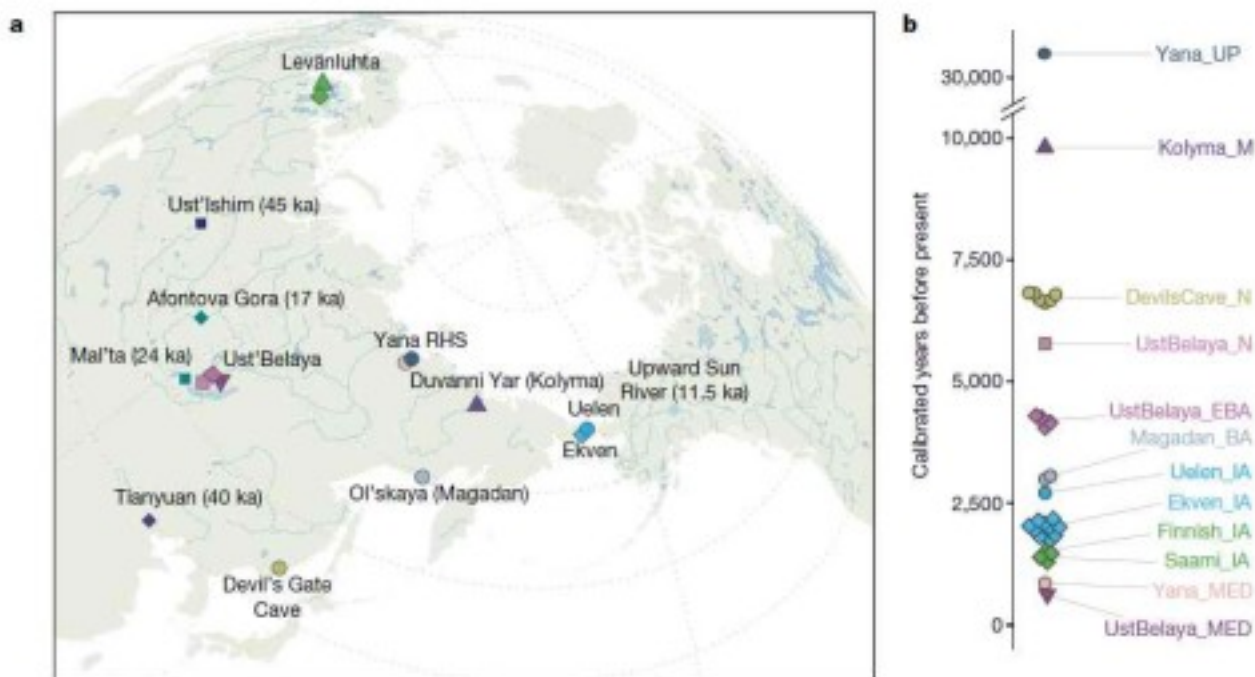 a
Levänluhta
Ust'Ishim (45 ka)
Afontova Gora (17 ka)
Mal'ta (24 ka)
Ust'Belaya
Yana RHS
Duvanni Yar (Kolyma)
Upward Sun
River (11.5 ka)
Uelen
Ekven
Ol'skaya (Magadan)
Tianyuan (40 ka)
Devil's Gate
Cave
b
Calibrated years before present
30,000
10,000
7,500
5,000
2,500
0
Yana_UP
Kolyma_M
DevilsCave_N
UstBelaya_N
UstBelaya_EBA
Magadan_BA
Uelen_IA
Ekven_IA
Finnish_IA
Saami_IA
Yana_MED
UstBelaya_MED